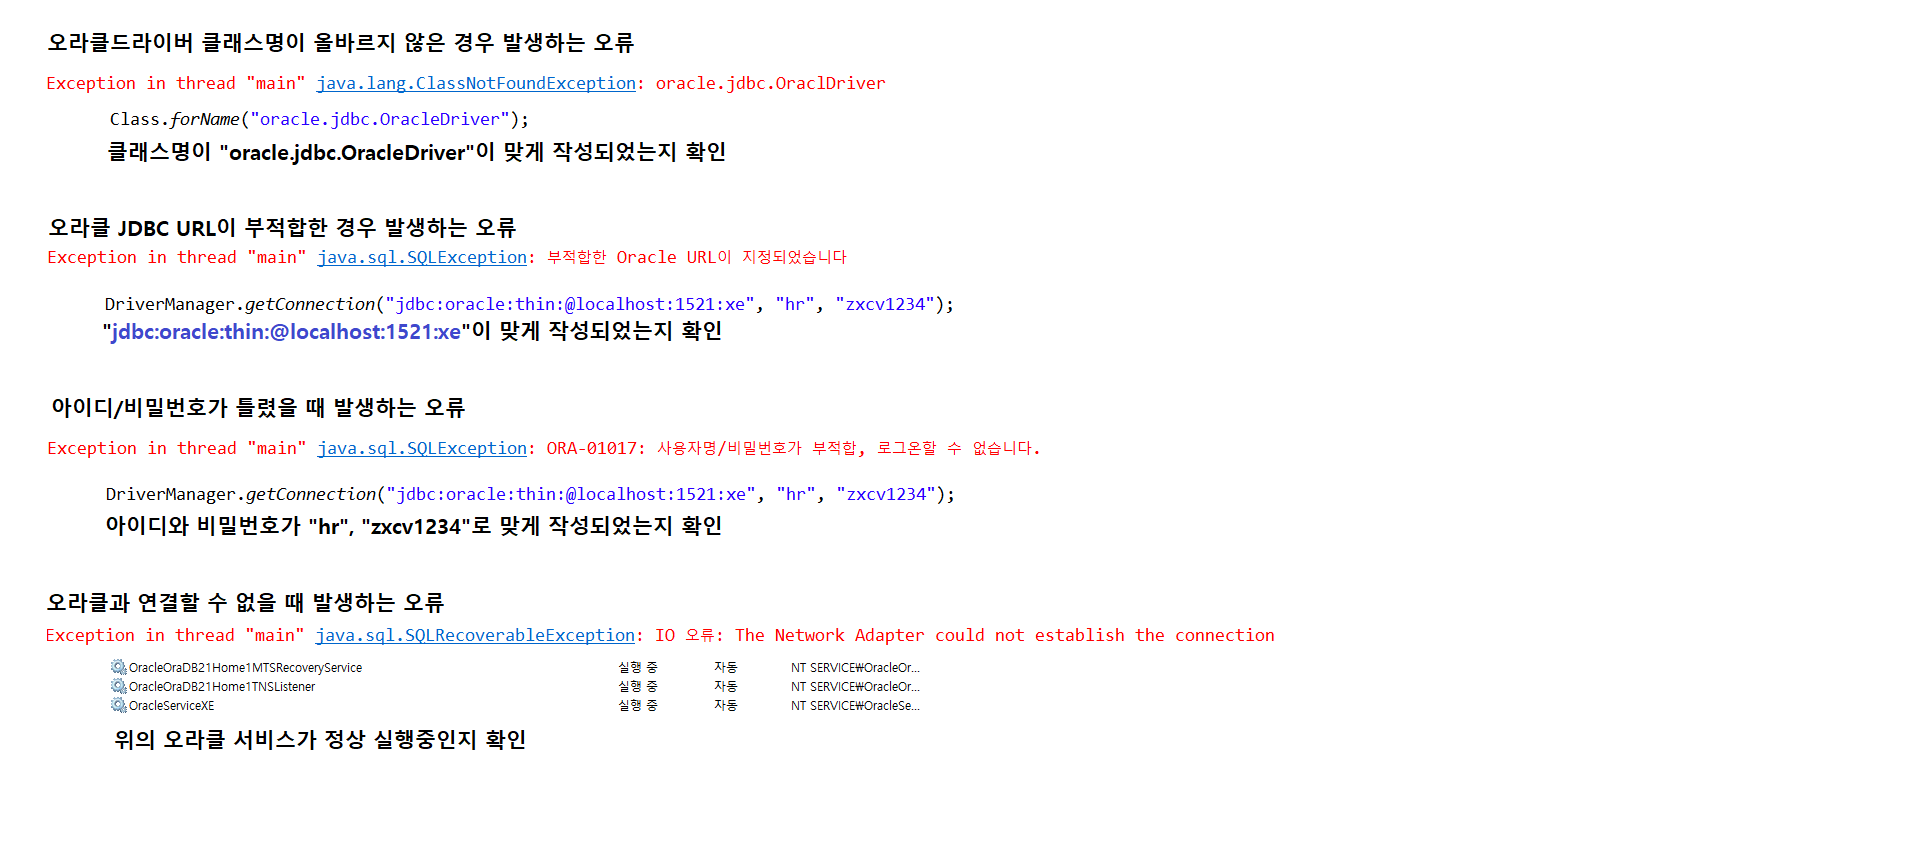 오라클드라이버 클래스명이 올바르지 않은 경우 발생하는 오류
Exception in thread "main" java.lang.ClassNotFoundException: oracle.jdbc.OraclDriver
Class.forName("oracle.jdbc.OracleDriver");
클래스명이 "oracle.jdbc.OracleDriver"이 맞게 작성되었는지 확인
오라클 JDBC URL이 부적합한 경우 발생하는 오류
Exception in thread "main" java.sql.SQLException: 부적합한 Oracle URL이 지정되었습니다
DriverManager.getConnection("jdbc:oracle:thin:@localhost:1521:xe", "hr", "zxcv1234");
"jdbc:oracle:thin:@localhost:1521:xe"이 맞게 작성되었는지 확인
아이디/비밀번호가 틀렸을 때 발생하는 오류
Exception in thread "main" java.sql.SQLException: ORA-01017: 사용자명/비밀번호가 부적합, 로그온할 수 없습니다.
DriverManager.getConnection("jdbc:oracle:thin:@localhost:1521:xe", "hr", "zxcv1234");
아이디와 비밀번호가 "hr", "zxcv1234"로 맞게 작성되었는지 확인
오라클과 연결할 수 없을 때 발생하는 오류
Exception in thread "main" java.sql.SQLRecoverableException: IO 오류: The Network Adapter could not establish the connection
OracleOraDB21Home1MTSRecoveryService 실행 중 자동 NT SERVICE₩OracleOr...
OracleOraDB21Home1TNSListener 실행 중 자동 NT SERVICE₩OracleOr...
OracleServiceXE 실행 중 자동 NT SERVICE₩OracleSe...
위의 오라클 서비스가 정상 실행중인지 확인